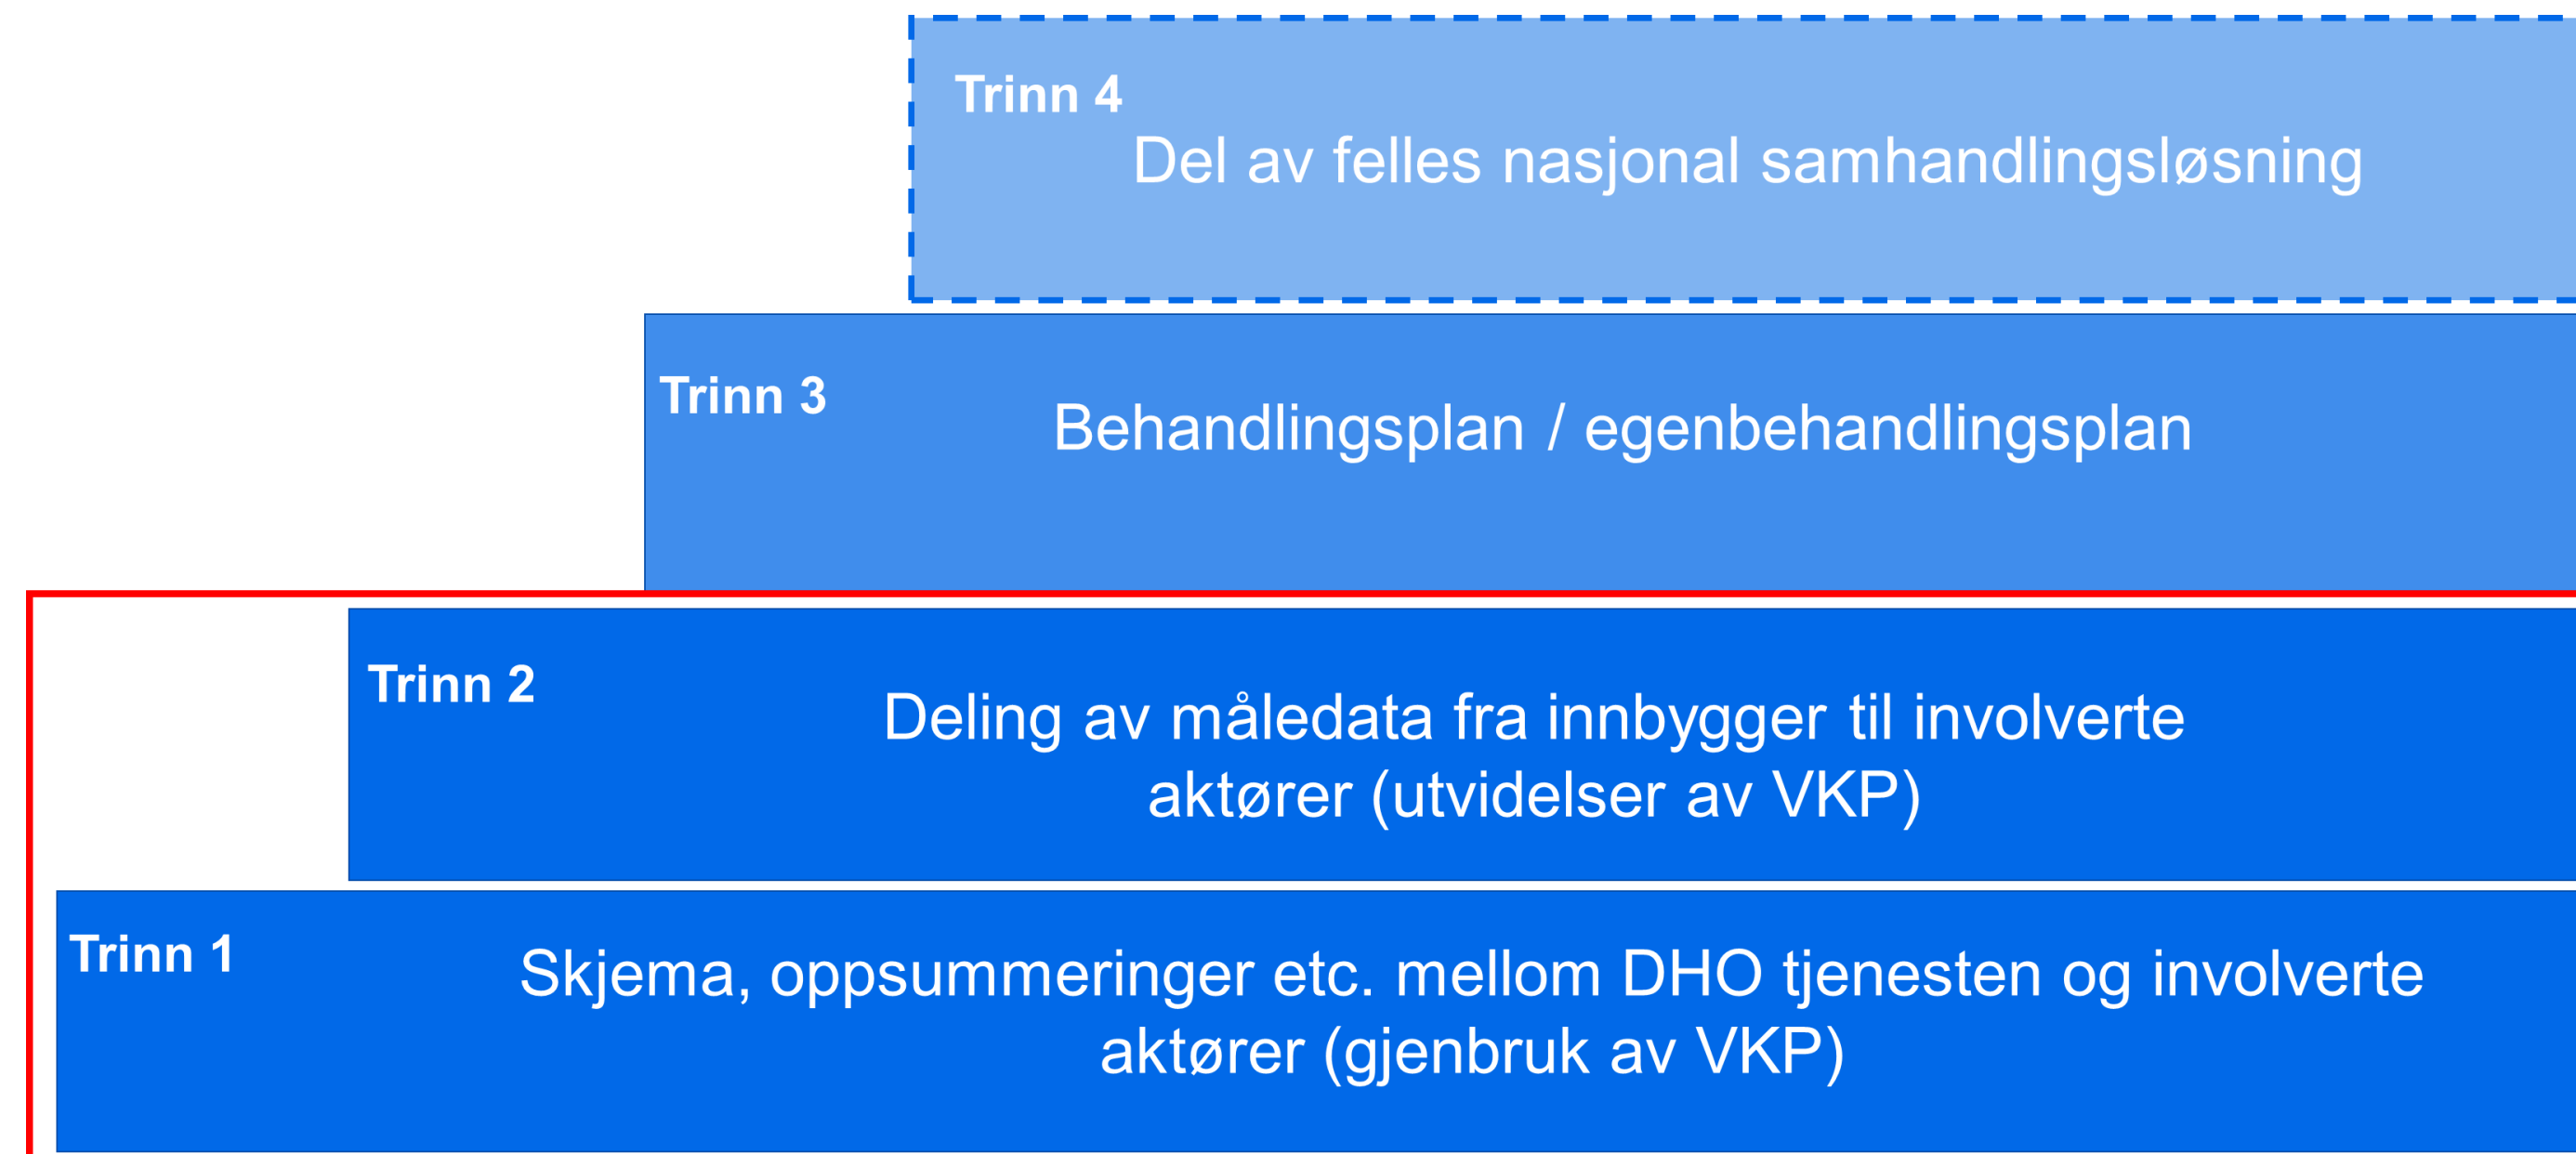 Trinn 4
Del av felles nasjonal samhandlingsløsning
Trinn 3
Behandlingsplan / egenbehandlingsplan
Trinn 2
Deling av måledata fra innbygger til involverte
aktører (utvidelser av VKP)
Trinn 1
Skjema, oppsummeringer etc. mellom DHO tjenesten og involverte
aktører (gjenbruk av VKP)